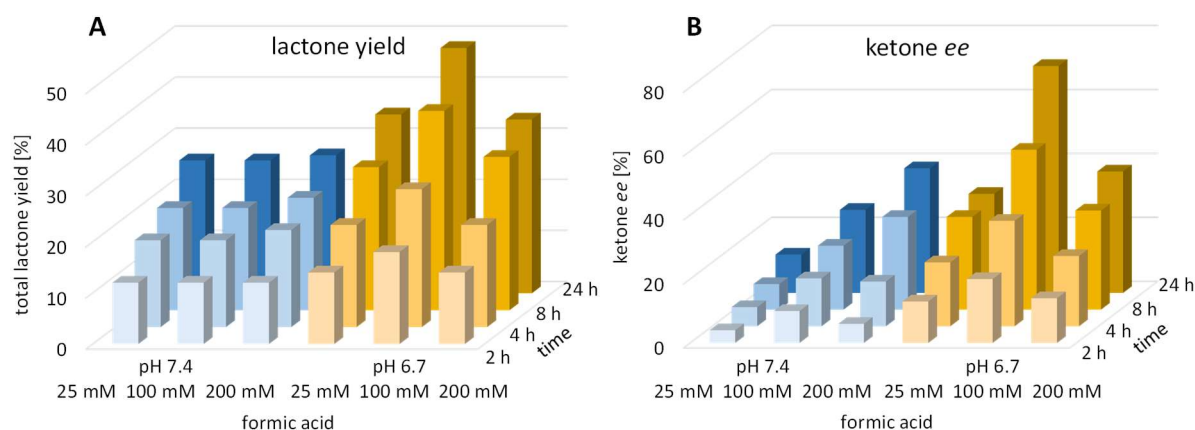 A
lactone yield
total lactone yield [%]
50
40
30
20
10
0
24 h
8 h
4 h
2 h
time
pH 7.4 pH 6.7
25 mM 100 mM 200 mM 25 mM 100 mM 200 mM
formic acid
B
ketone ee
ketone ee [%]
80
60
40
20
0
24 h
8 h
4 h
2 h
time
pH 7.4 pH 6.7
25 mM 100 mM 200 mM 25 mM 100 mM 200 mM
formic acid